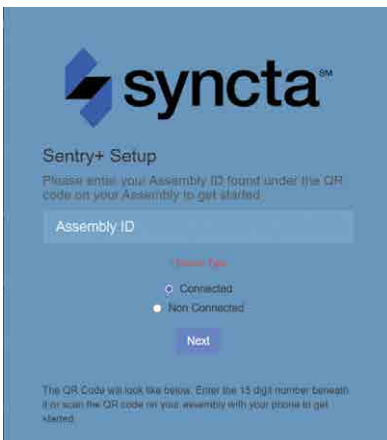 syncta SM
Sentry+ Setup
Please enter your Assembly ID found under the QR
code on your Assembly to get started
Assembly ID
Connected
Non Connected
Next
The QR Code will look like below. Enter the 15 digit number beneath
it or scan the QR code on your assembly with your phone to get
started.